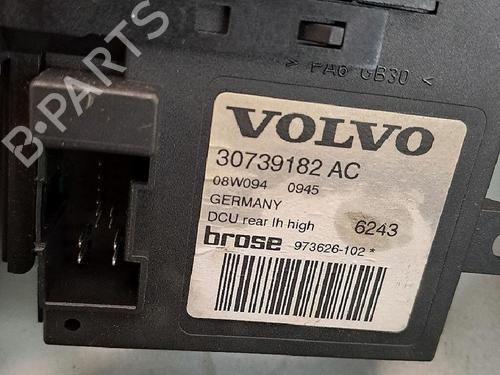 > PA6 GB30 <
VOLVO
30739182 AC
08W094 0945
GERMANY
DCU rear lh high 6243
brose 973626-102 *
B-PARTS